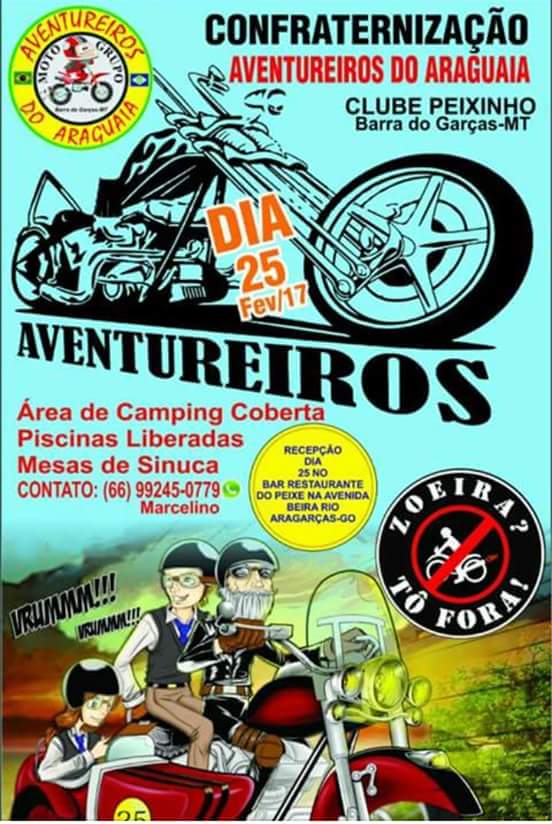 AVENTUREIROS
MOTO GRUPO
Barra do Garças-MT
DO ARAGUAIA
CONFRATERNIZAÇÃO
AVENTUREIROS DO ARAGUAIA
CLUBE PEIXINHO
Barra do Garças-MT
DIA
25
Fev/17
AVENTUREIROS
Área de Camping Coberta
Piscinas Liberadas
Mesas de Sinuca
CONTATO: (66) 99245-0779
Marcelino
RECEPÇÃO
DIA
25 NO
BAR RESTAURANTE
DO PEIXE NA AVENIDA
BEIRA RIO
ARAGARÇAS-GO
ZOEIRA?
TÔ FORA!
VRUMMM!!!
VRUMMM!!!
25